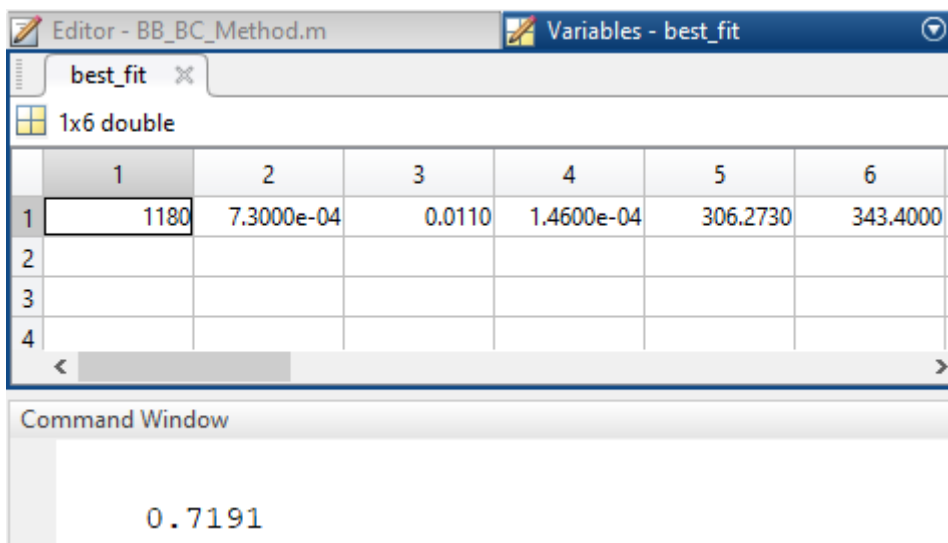 Editor - BB_BC_Method.m Variables - best_fit
best_fit
1x6 double
1 2 3 4 5 6
1 1180 7.3000e-04 0.0110 1.4600e-04 306.2730 343.4000
2
3
4
Command Window
0.7191